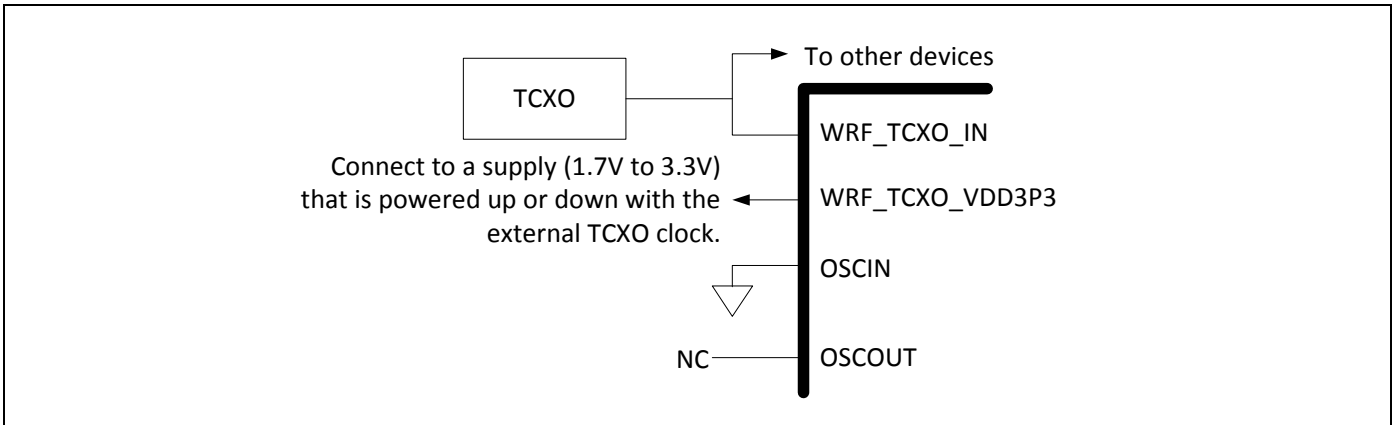 To other devices
TCXO
WRF_TCXO_IN
Connect to a supply (1.7V to 3.3V)
that is powered up or down with the
external TCXO clock.
WRF_TCXO_VDD3P3
OSCIN
NC
OSCOUT